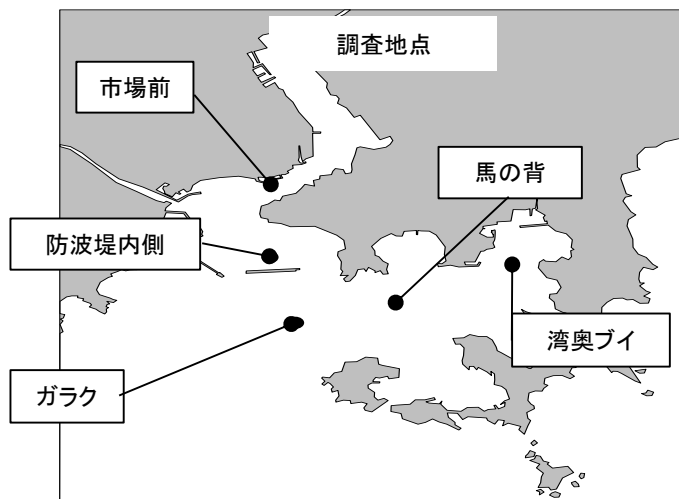 調査地点
市場前
馬の背
防波堤内側
湾奥ブイ
ガラク